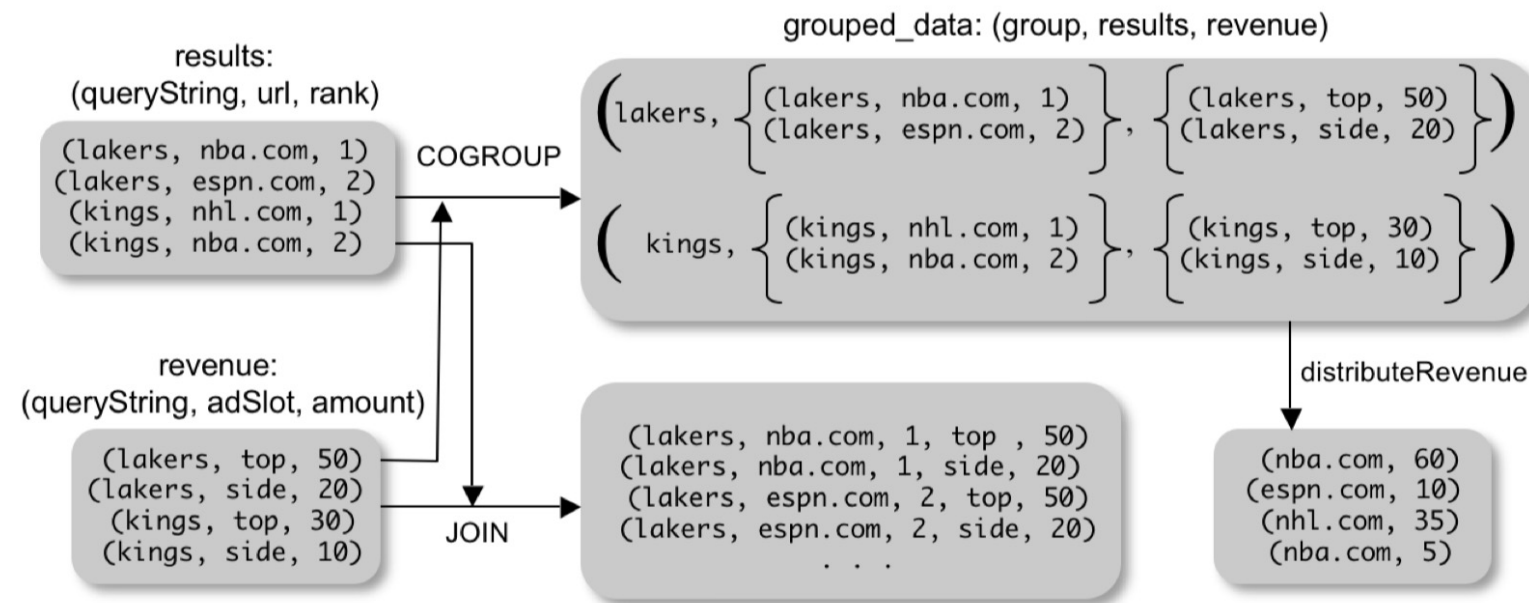 results:
(queryString, url, rank)
(lakers, nba.com, 1)
(lakers, espn.com, 2)
(kings, nhl.com, 1)
(kings, nba.com, 2)
COGROUP
grouped_data: (group, results, revenue)
(lakers, {(lakers, nba.com, 1)
(lakers, espn.com, 2)}, {(lakers, top, 50)
(lakers, side, 20)})
( kings, {(kings, nhl.com, 1)
(kings, nba.com, 2)}, {(kings, top, 30)
(kings, side, 10)})
revenue:
(queryString, adSlot, amount)
(lakers, top, 50)
(lakers, side, 20)
(kings, top, 30)
(kings, side, 10)
JOIN
(lakers, nba.com, 1, top , 50)
(lakers, nba.com, 1, side, 20)
(lakers, espn.com, 2, top, 50)
(lakers, espn.com, 2, side, 20)
. . .
distributeRevenue
(nba.com, 60)
(espn.com, 10)
(nhl.com, 35)
(nba.com, 5)